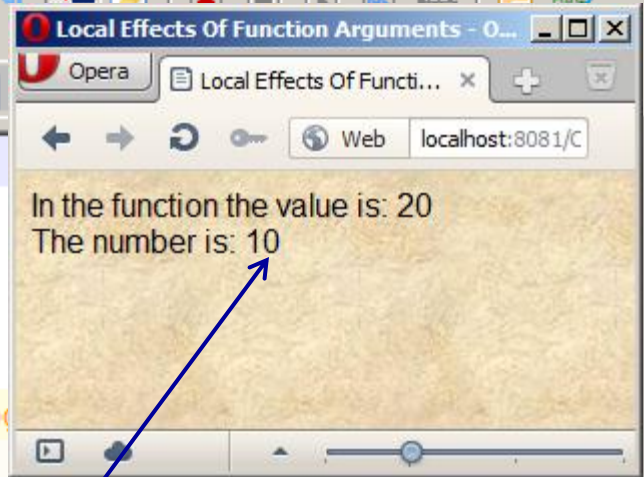 Local Effects Of Function Arguments - O...
Opera
Local Effects Of Functi...
Web
localhost:8081/C
In the function the value is: 20
The number is: 10